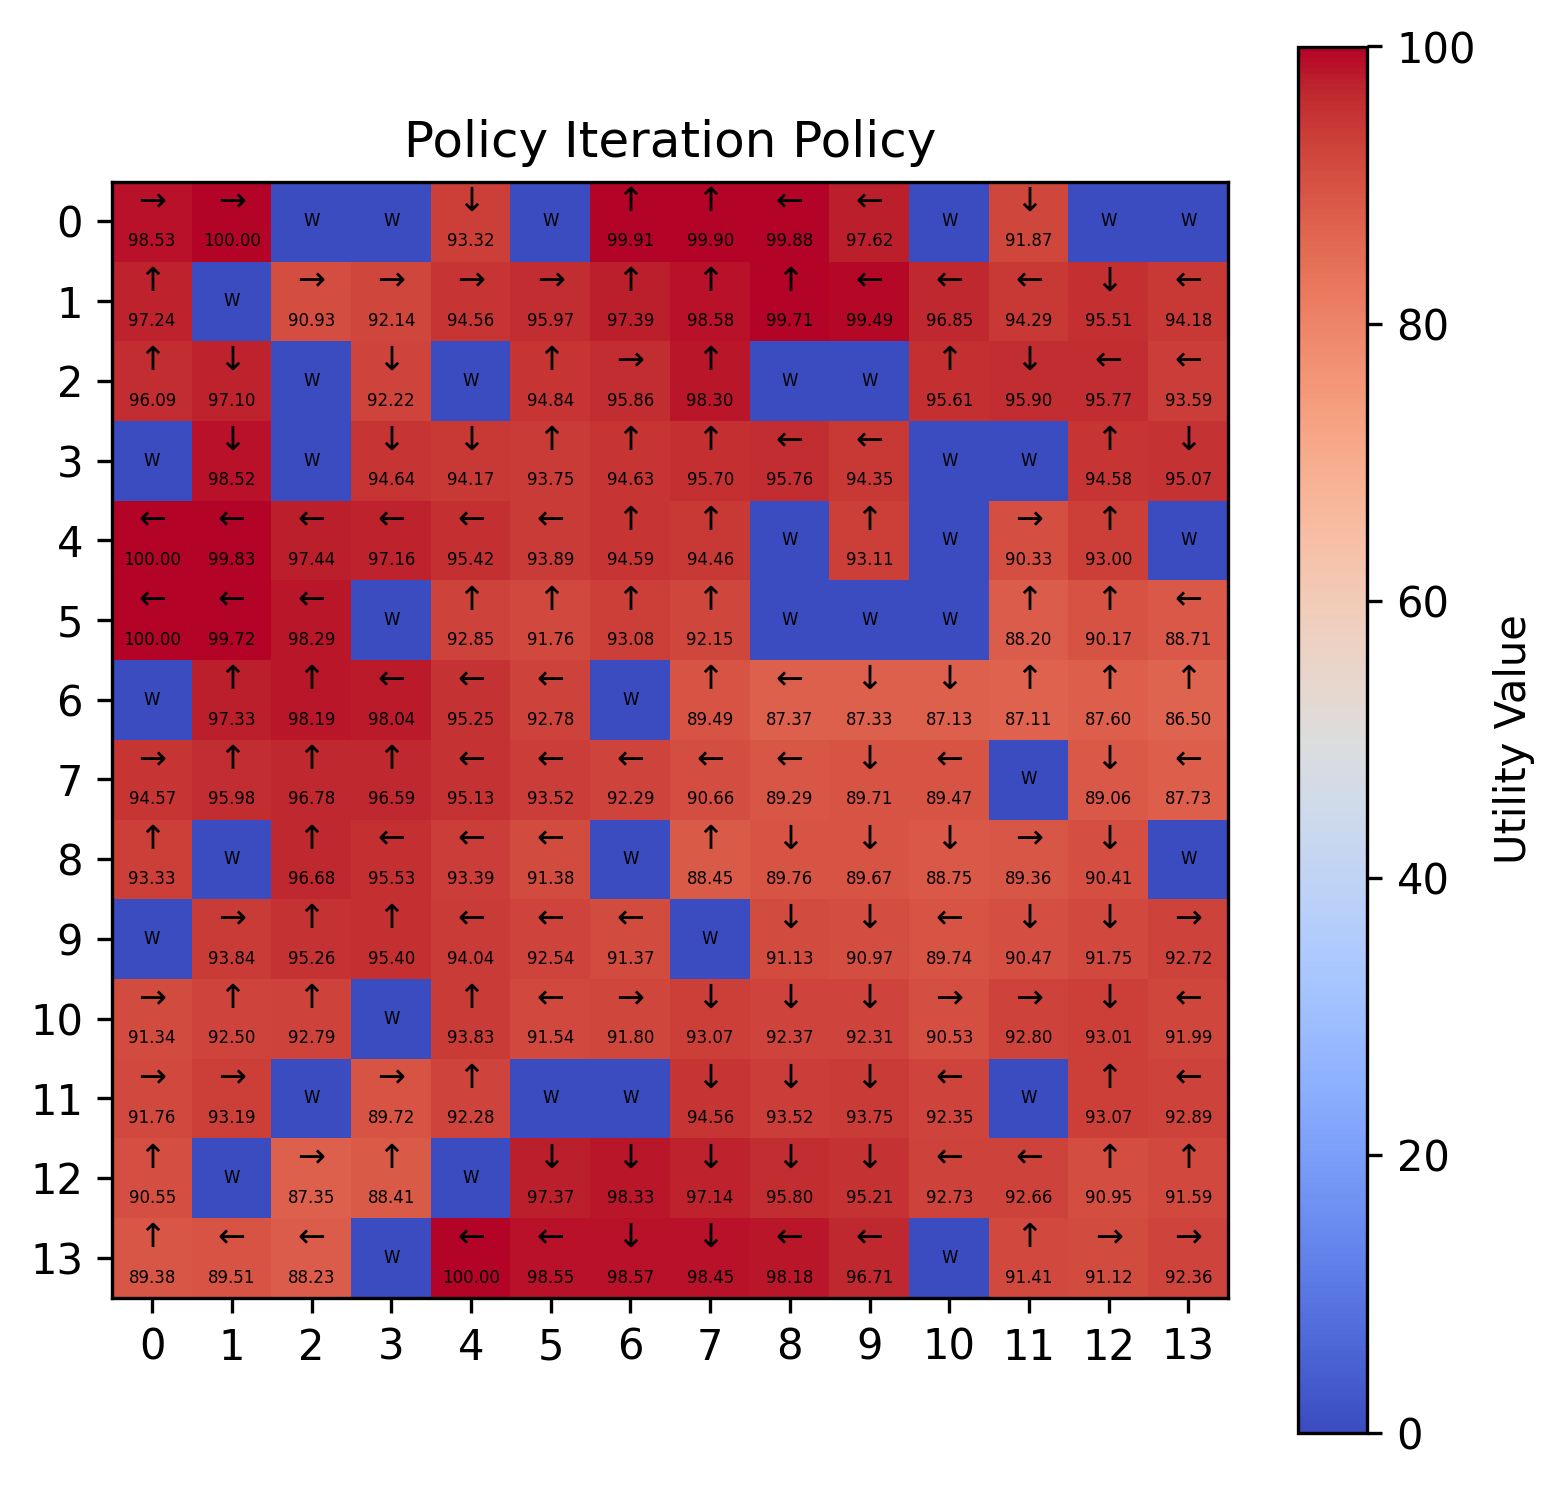 Policy Iteration Policy
→ → W W ↓ W ↑ ↑ ← ← W ↓ W W
0 98.53 100.00 93.32 99.91 99.90 99.88 97.62 91.87
↑ W → → → → ↑ ↑ ↑ ← ← ← ↓ ←
1 97.24 90.93 92.14 94.56 95.97 97.39 98.58 99.71 99.49 96.85 94.29 95.51 94.18
↑ ↓ W ↓ W ↑ → ↑ W W ↑ ↓ ← ←
2 96.09 97.10 92.22 94.84 95.86 98.30 95.61 95.90 95.77 93.59
W ↓ W ↓ ↓ ↑ ↑ ↑ ← ← W W ↑ ↓
3 98.52 94.64 94.17 93.75 94.63 95.70 95.76 94.35 94.58 95.07
← ← ← ← ← ← ↑ ↑ W ↑ W → ↑ W
4 100.00 99.83 97.44 97.16 95.42 93.89 94.59 94.46 93.11 90.33 93.00
← ← ← W ↑ ↑ ↑ ↑ W W W ↑ ↑ ←
5 100.00 99.72 98.29 92.85 91.76 93.08 92.15 88.20 90.17 88.71
W ↑ ↑ ← ← ← W ↑ ← ↓ ↓ ↑ ↑ ↑
6 97.33 98.19 98.04 95.25 92.78 89.49 87.37 87.33 87.13 87.11 87.60 86.50
→ ↑ ↑ ↑ ← ← ← ← ← ↓ ← W ↓ ←
7 94.57 95.98 96.78 96.59 95.13 93.52 92.29 90.66 89.29 89.71 89.47 89.06 87.73
↑ W ↑ ← ← ← W ↑ ↓ ↓ ↓ → ↓ W
8 93.33 96.68 95.53 93.39 91.38 88.45 89.76 89.67 88.75 89.36 90.41
W → ↑ ↑ ← ← ← W ↓ ↓ ← ↓ ↓ →
9 93.84 95.26 95.40 94.04 92.54 91.37 91.13 90.97 89.74 90.47 91.75 92.72
→ ↑ ↑ W ↑ ← → ↓ ↓ ↓ → → ↓ ←
10 91.34 92.50 92.79 93.83 91.54 91.80 93.07 92.37 92.31 90.53 92.80 93.01 91.99
→ → W → ↑ W W ↓ ↓ ↓ ← W ↑ ←
11 91.76 93.19 89.72 92.28 94.56 93.52 93.75 92.35 93.07 92.89
↑ W → ↑ W ↓ ↓ ↓ ↓ ↓ ← ← ↑ ↑
12 90.55 87.35 88.41 97.37 98.33 97.14 95.80 95.21 92.73 92.66 90.95 91.59
↑ ← ← W ← ← ↓ ↓ ← ← W ↑ → →
13 89.38 89.51 88.23 100.00 98.55 98.57 98.45 98.18 96.71 91.41 91.12 92.36
0 1 2 3 4 5 6 7 8 9 10 11 12 13
100
80
60
40
20
0
Utility Value